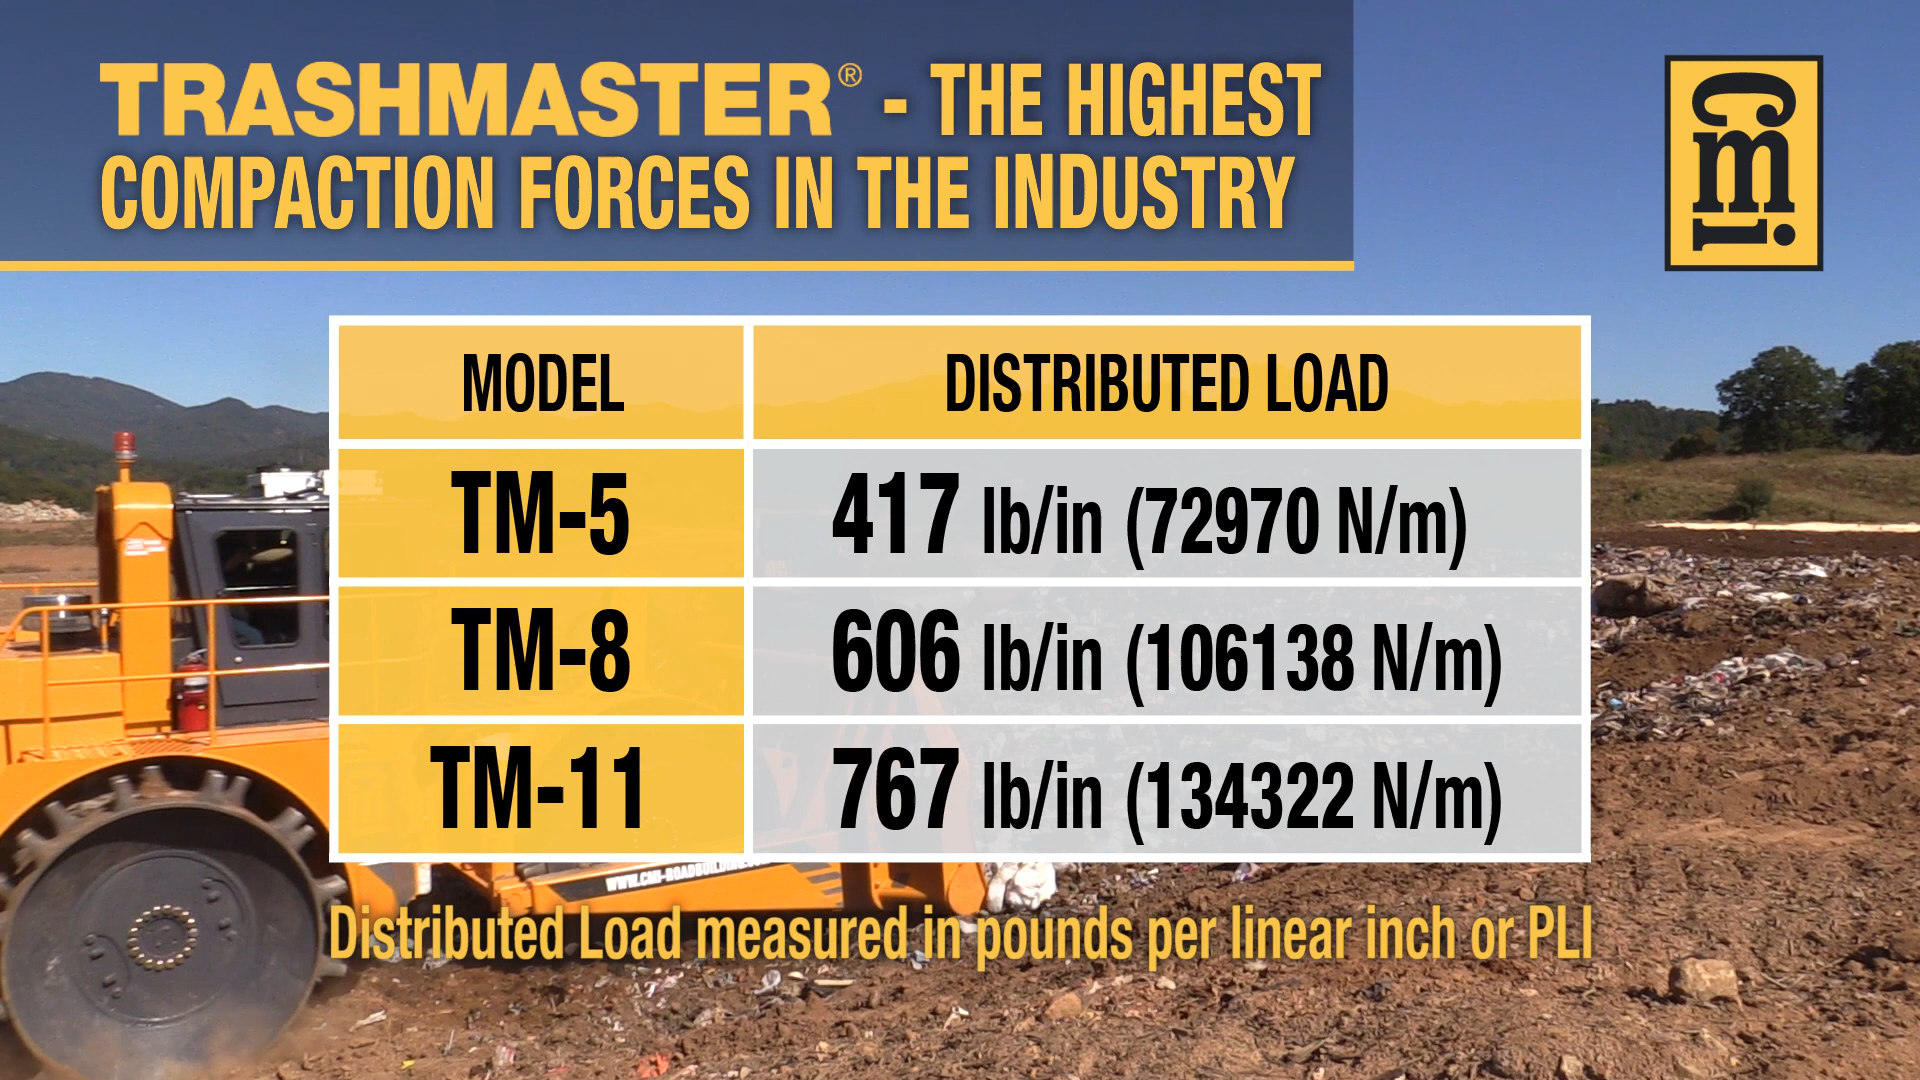 TRASHMASTER® - THE HIGHEST
COMPACTION FORCES IN THE INDUSTRY
cmi
MODEL DISTRIBUTED LOAD
TM-5 417 lb/in (72970 N/m)
TM-8 606 lb/in (106138 N/m)
TM-11 767 lb/in (134322 N/m)
Distributed Load measured in pounds per linear inch or PLI